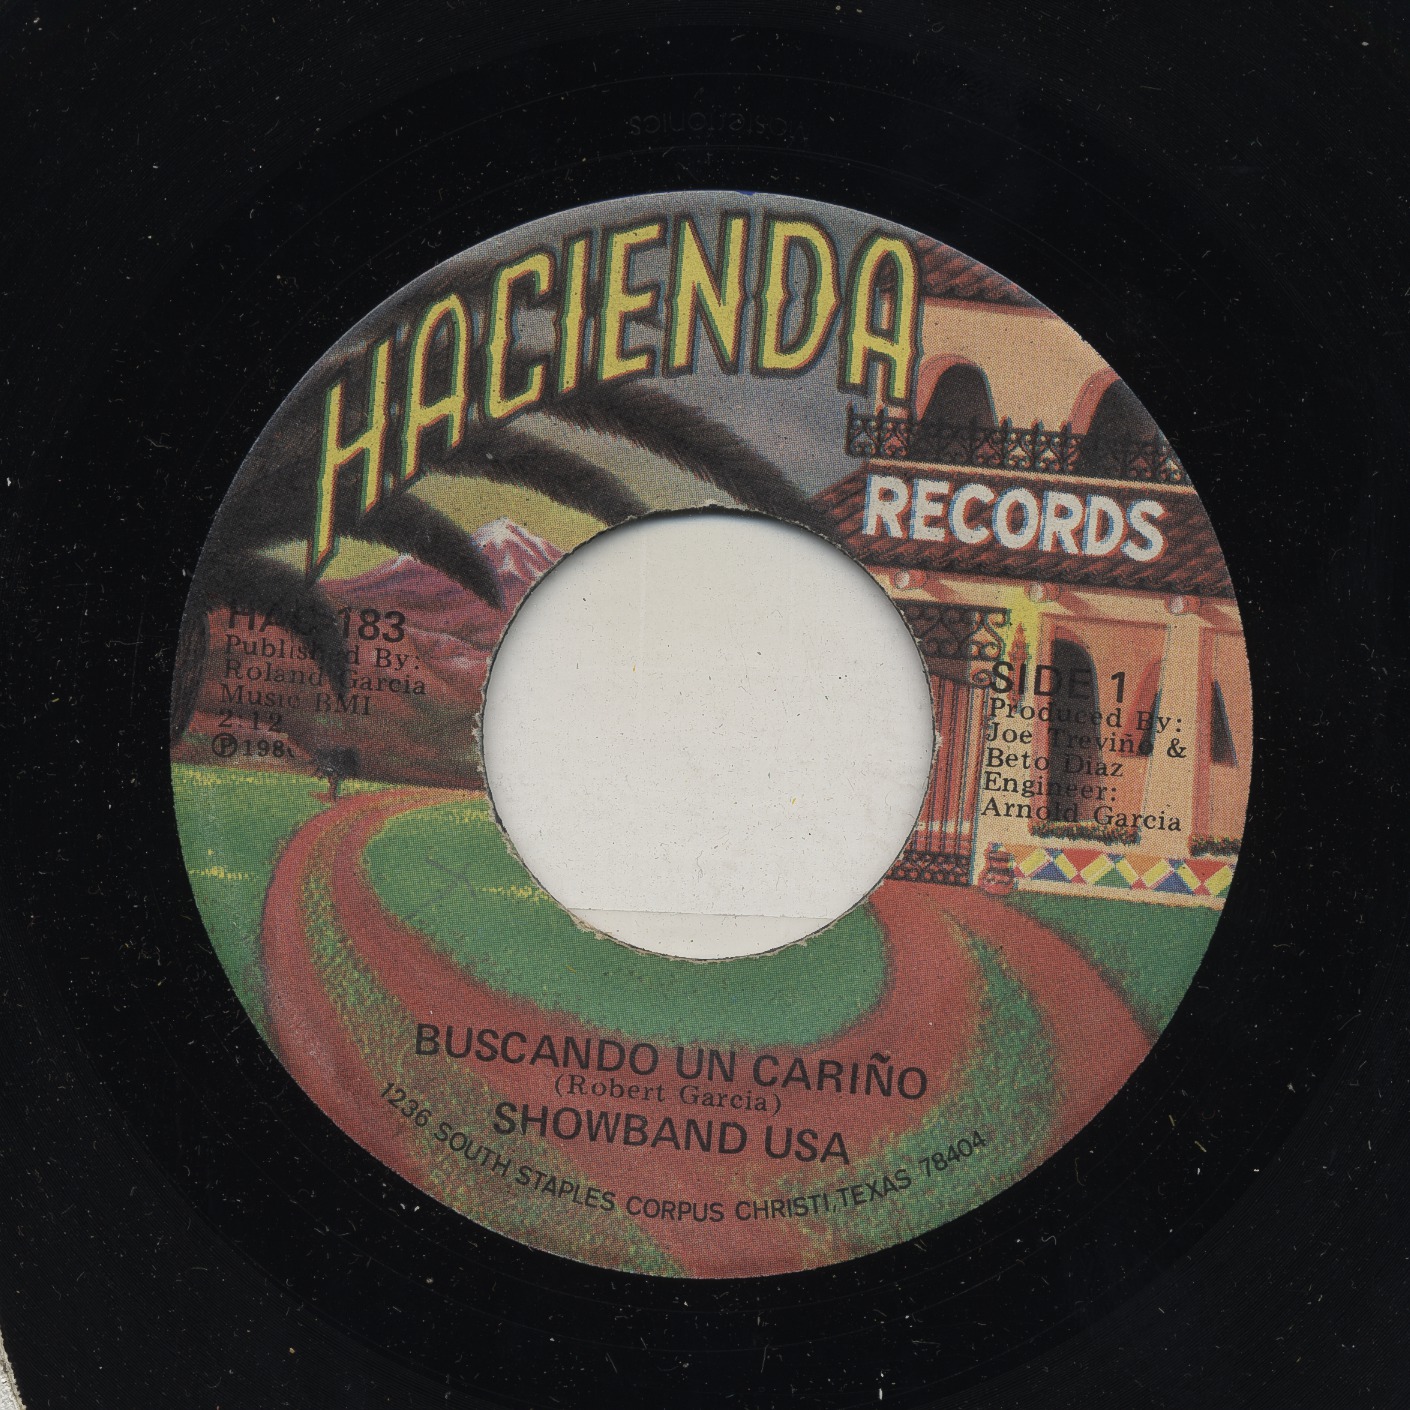 HACIENDA
RECORDS
HAC 183
Published By:
Roland Garcia
Music BMI
2:12
SIDE 1
Produced By:
Joe Treviño &
Beto Diaz
Engineer:
Arnold Garcia
BUSCANDO UN CARIÑO
(Robert Garcia)
SHOWBAND USA
1236 SOUTH STAPLES CORPUS CHRISTI, TEXAS 78404